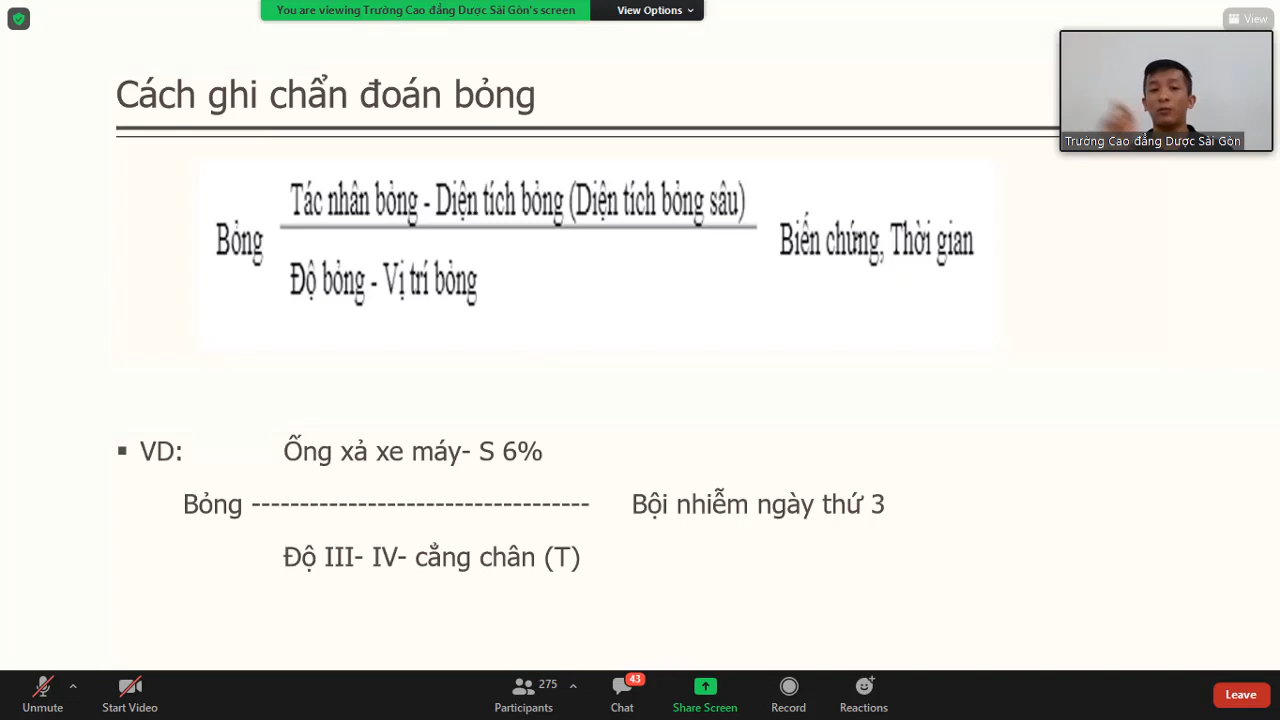 You are viewing Trường Cao đẳng Dược Sài Gòn's screen View Options
View
Cách ghi chẩn đoán bỏng
Trường Cao đẳng Dược Sài Gòn
Tác nhân bỏng - Diện tích bỏng (Diện tích bỏng sâu)
Bỏng Biến chứng, Thời gian
Độ bỏng - Vị trí bỏng
▪ VD: Ống xả xe máy- S 6%
Bỏng ----------------------------------- Bội nhiễm ngày thứ 3
Độ III- IV- cẳng chân (T)
275 43
Unmute Start Video Participants Chat Share Screen Record Reactions Leave